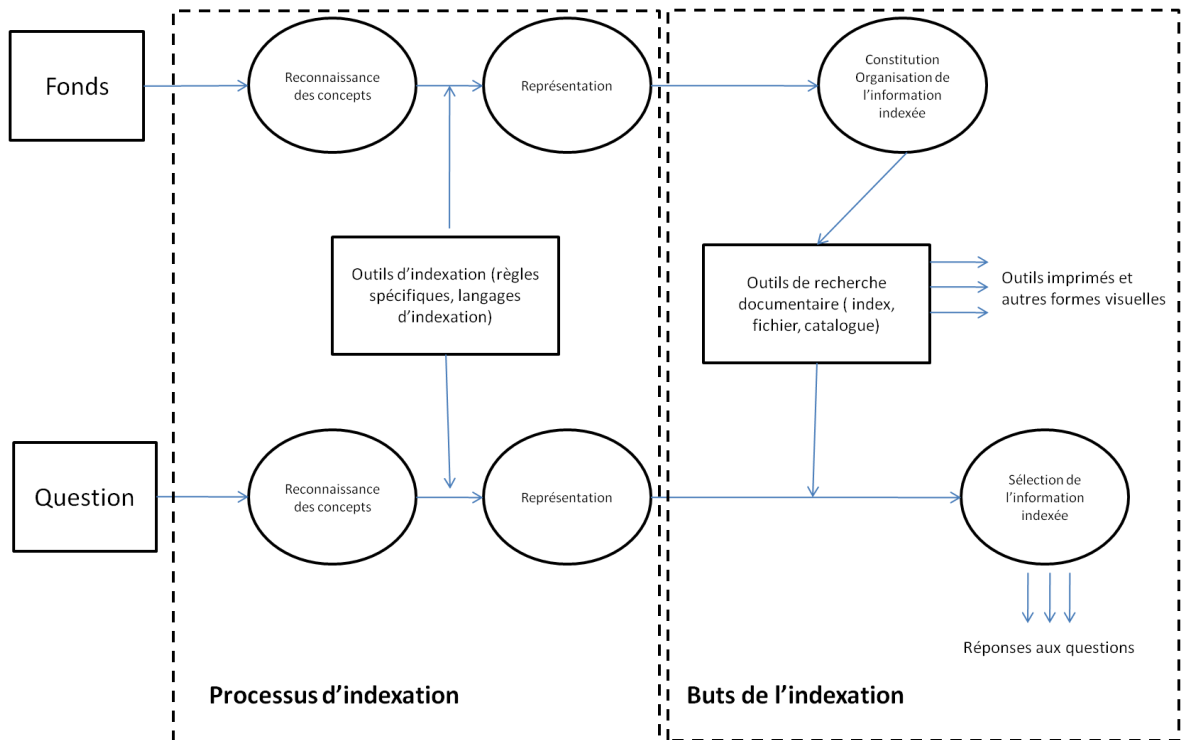 Fonds
Reconnaissance
des concepts
Représentation
Constitution
Organisation de
l’information
indexée
Outils d’indexation (règles
spécifiques, langages
d’indexation)
Outils de recherche
documentaire ( index,
fichier, catalogue)
Outils imprimés et
autres formes visuelles
Question
Reconnaissance
des concepts
Représentation
Sélection de
l’information
indexée
Réponses aux questions
Processus d’indexation
Buts de l’indexation